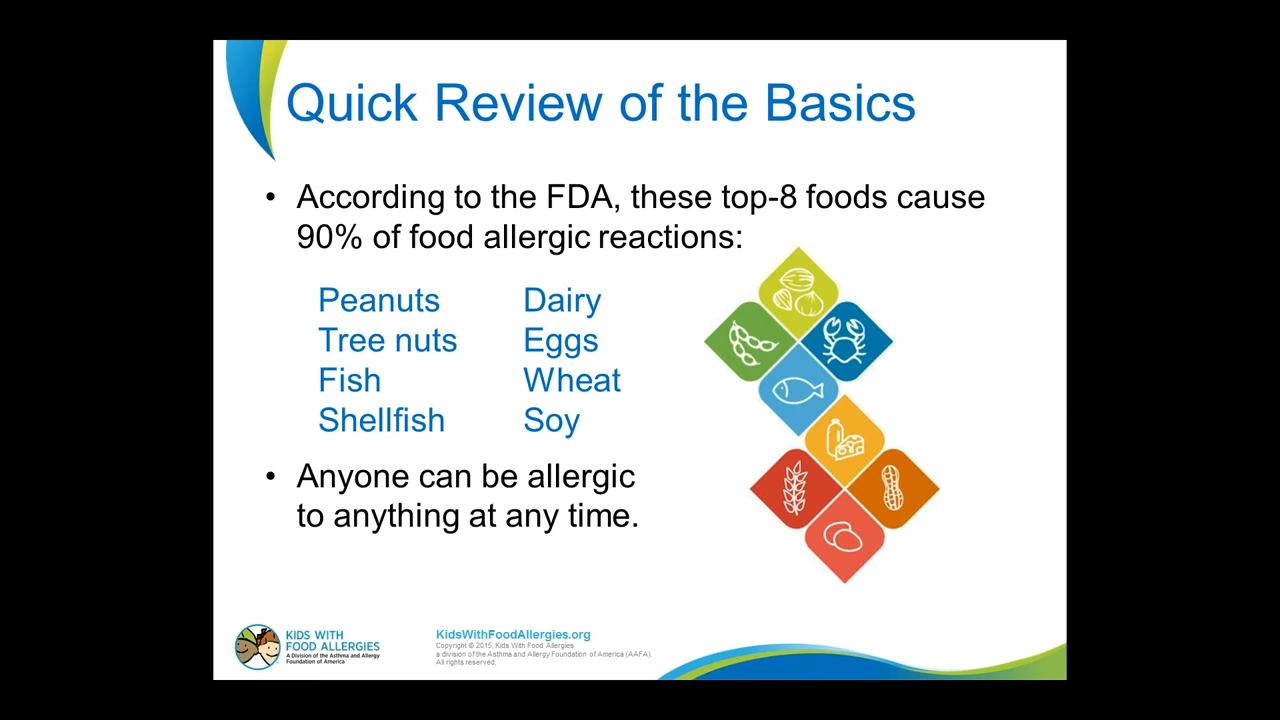 Quick Review of the Basics
• According to the FDA, these top-8 foods cause
90% of food allergic reactions:
Peanuts
Tree nuts
Fish
Shellfish
Dairy
Eggs
Wheat
Soy
• Anyone can be allergic
to anything at any time.
KIDS WITH
FOOD ALLERGIES
A Division of the Asthma and Allergy
Foundation of America
KidsWithFoodAllergies.org
Copyright © 2015, Kids With Food Allergies
a division of the Asthma and Allergy Foundation of America (AAFA).
All rights reserved.